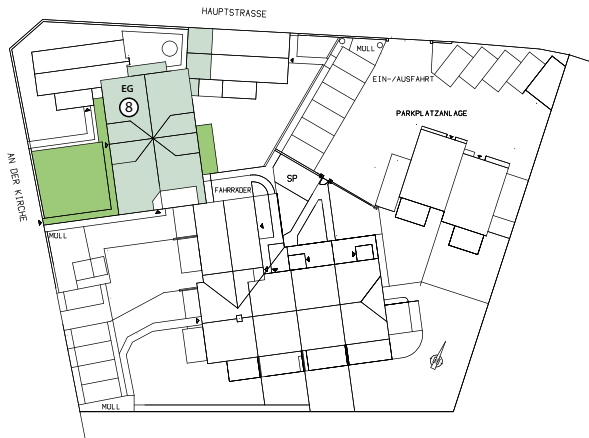 HAUPTSTRASSE
MÜLL
EIN-/AUSFAHRT
EG
8
PARKPLATZANLAGE
AN DER KIRCHE
SP
FAHRRÄDER
MÜLL
MÜLL